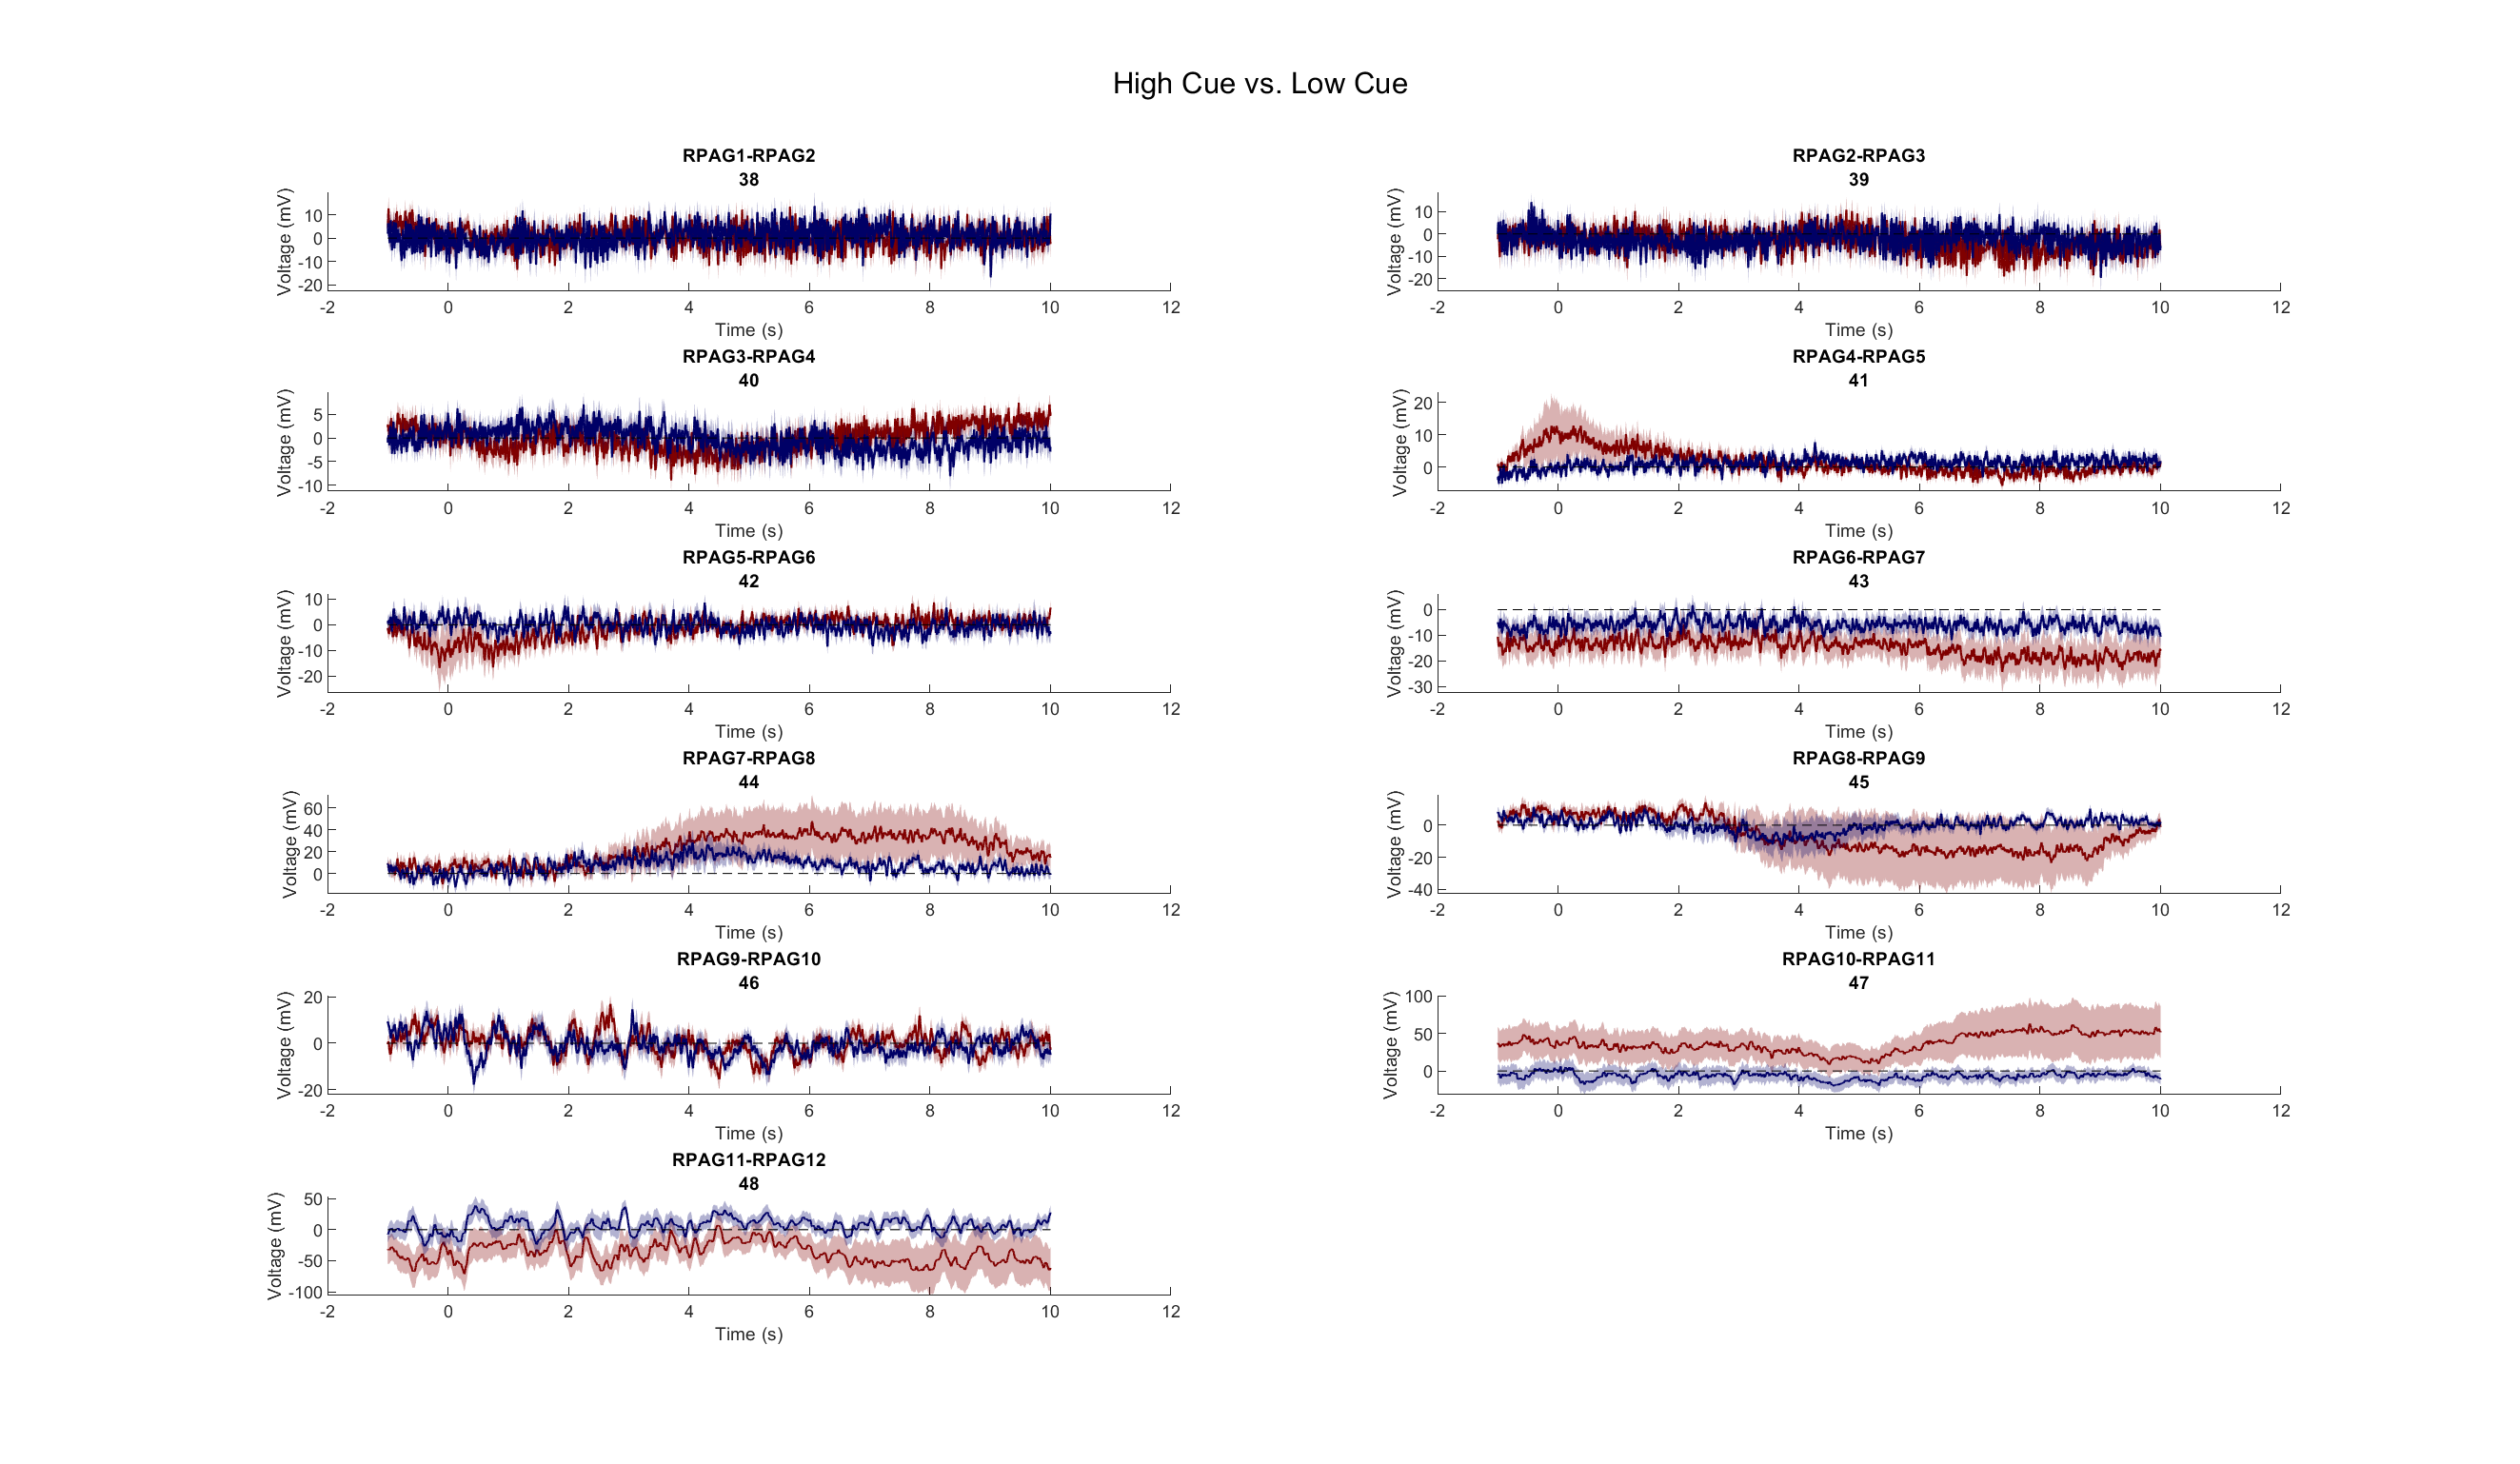 High Cue vs. Low Cue
RPAG1-RPAG2
38
Voltage (mV)
10
0
-10
-20
-2 0 2 4 6 8 10 12
Time (s)
RPAG2-RPAG3
39
Voltage (mV)
10
0
-10
-20
-2 0 2 4 6 8 10 12
Time (s)
RPAG3-RPAG4
40
Voltage (mV)
5
0
-5
-10
-2 0 2 4 6 8 10 12
Time (s)
RPAG4-RPAG5
41
Voltage (mV)
20
10
0
-2 0 2 4 6 8 10 12
Time (s)
RPAG5-RPAG6
42
Voltage (mV)
10
0
-10
-20
-2 0 2 4 6 8 10 12
Time (s)
RPAG6-RPAG7
43
Voltage (mV)
0
-10
-20
-30
-2 0 2 4 6 8 10 12
Time (s)
RPAG7-RPAG8
44
Voltage (mV)
60
40
20
0
-2 0 2 4 6 8 10 12
Time (s)
RPAG8-RPAG9
45
Voltage (mV)
0
-20
-40
-2 0 2 4 6 8 10 12
Time (s)
RPAG9-RPAG10
46
Voltage (mV)
20
0
-20
-2 0 2 4 6 8 10 12
Time (s)
RPAG10-RPAG11
47
Voltage (mV)
100
50
0
-2 0 2 4 6 8 10 12
Time (s)
RPAG11-RPAG12
48
Voltage (mV)
50
0
-50
-100
-2 0 2 4 6 8 10 12
Time (s)